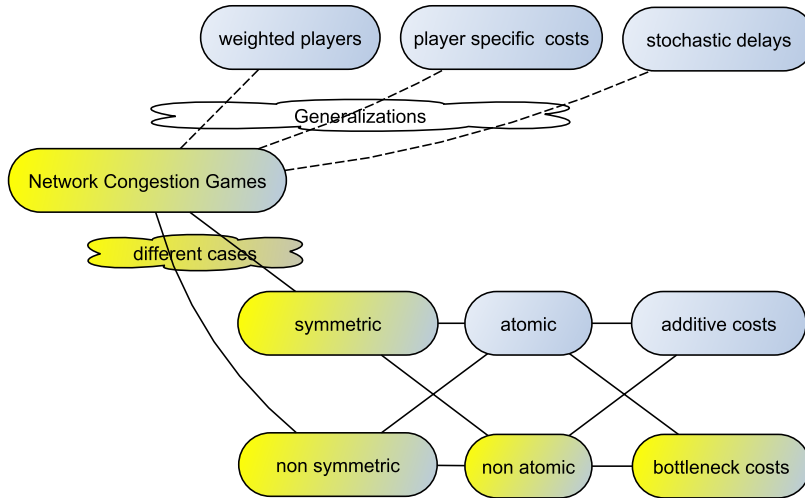 weighted players
player specific costs
stochastic delays
Generalizations
Network Congestion Games
different cases
symmetric
atomic
additive costs
non symmetric
non atomic
bottleneck costs